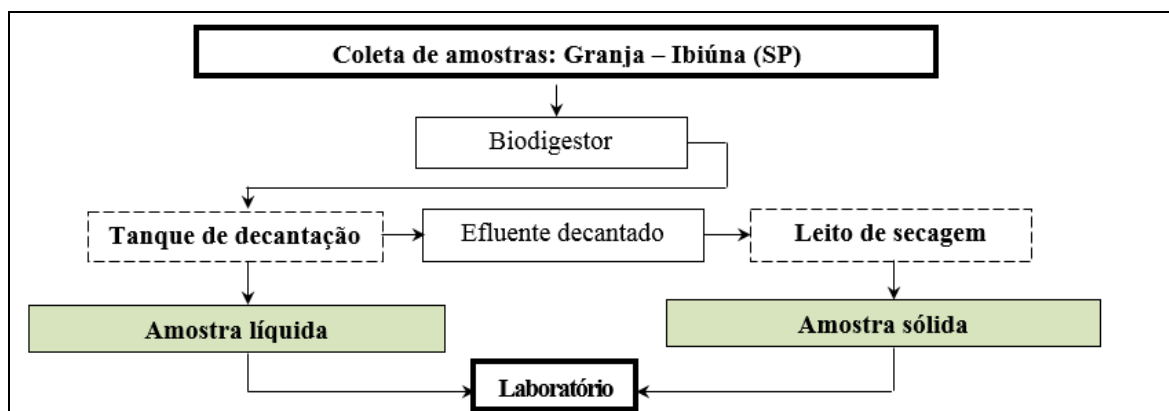 Coleta de amostras: Granja – Ibiúna (SP)
Biodigestor
Tanque de decantação
Efluente decantado
Leito de secagem
Amostra líquida
Amostra sólida
Laboratório